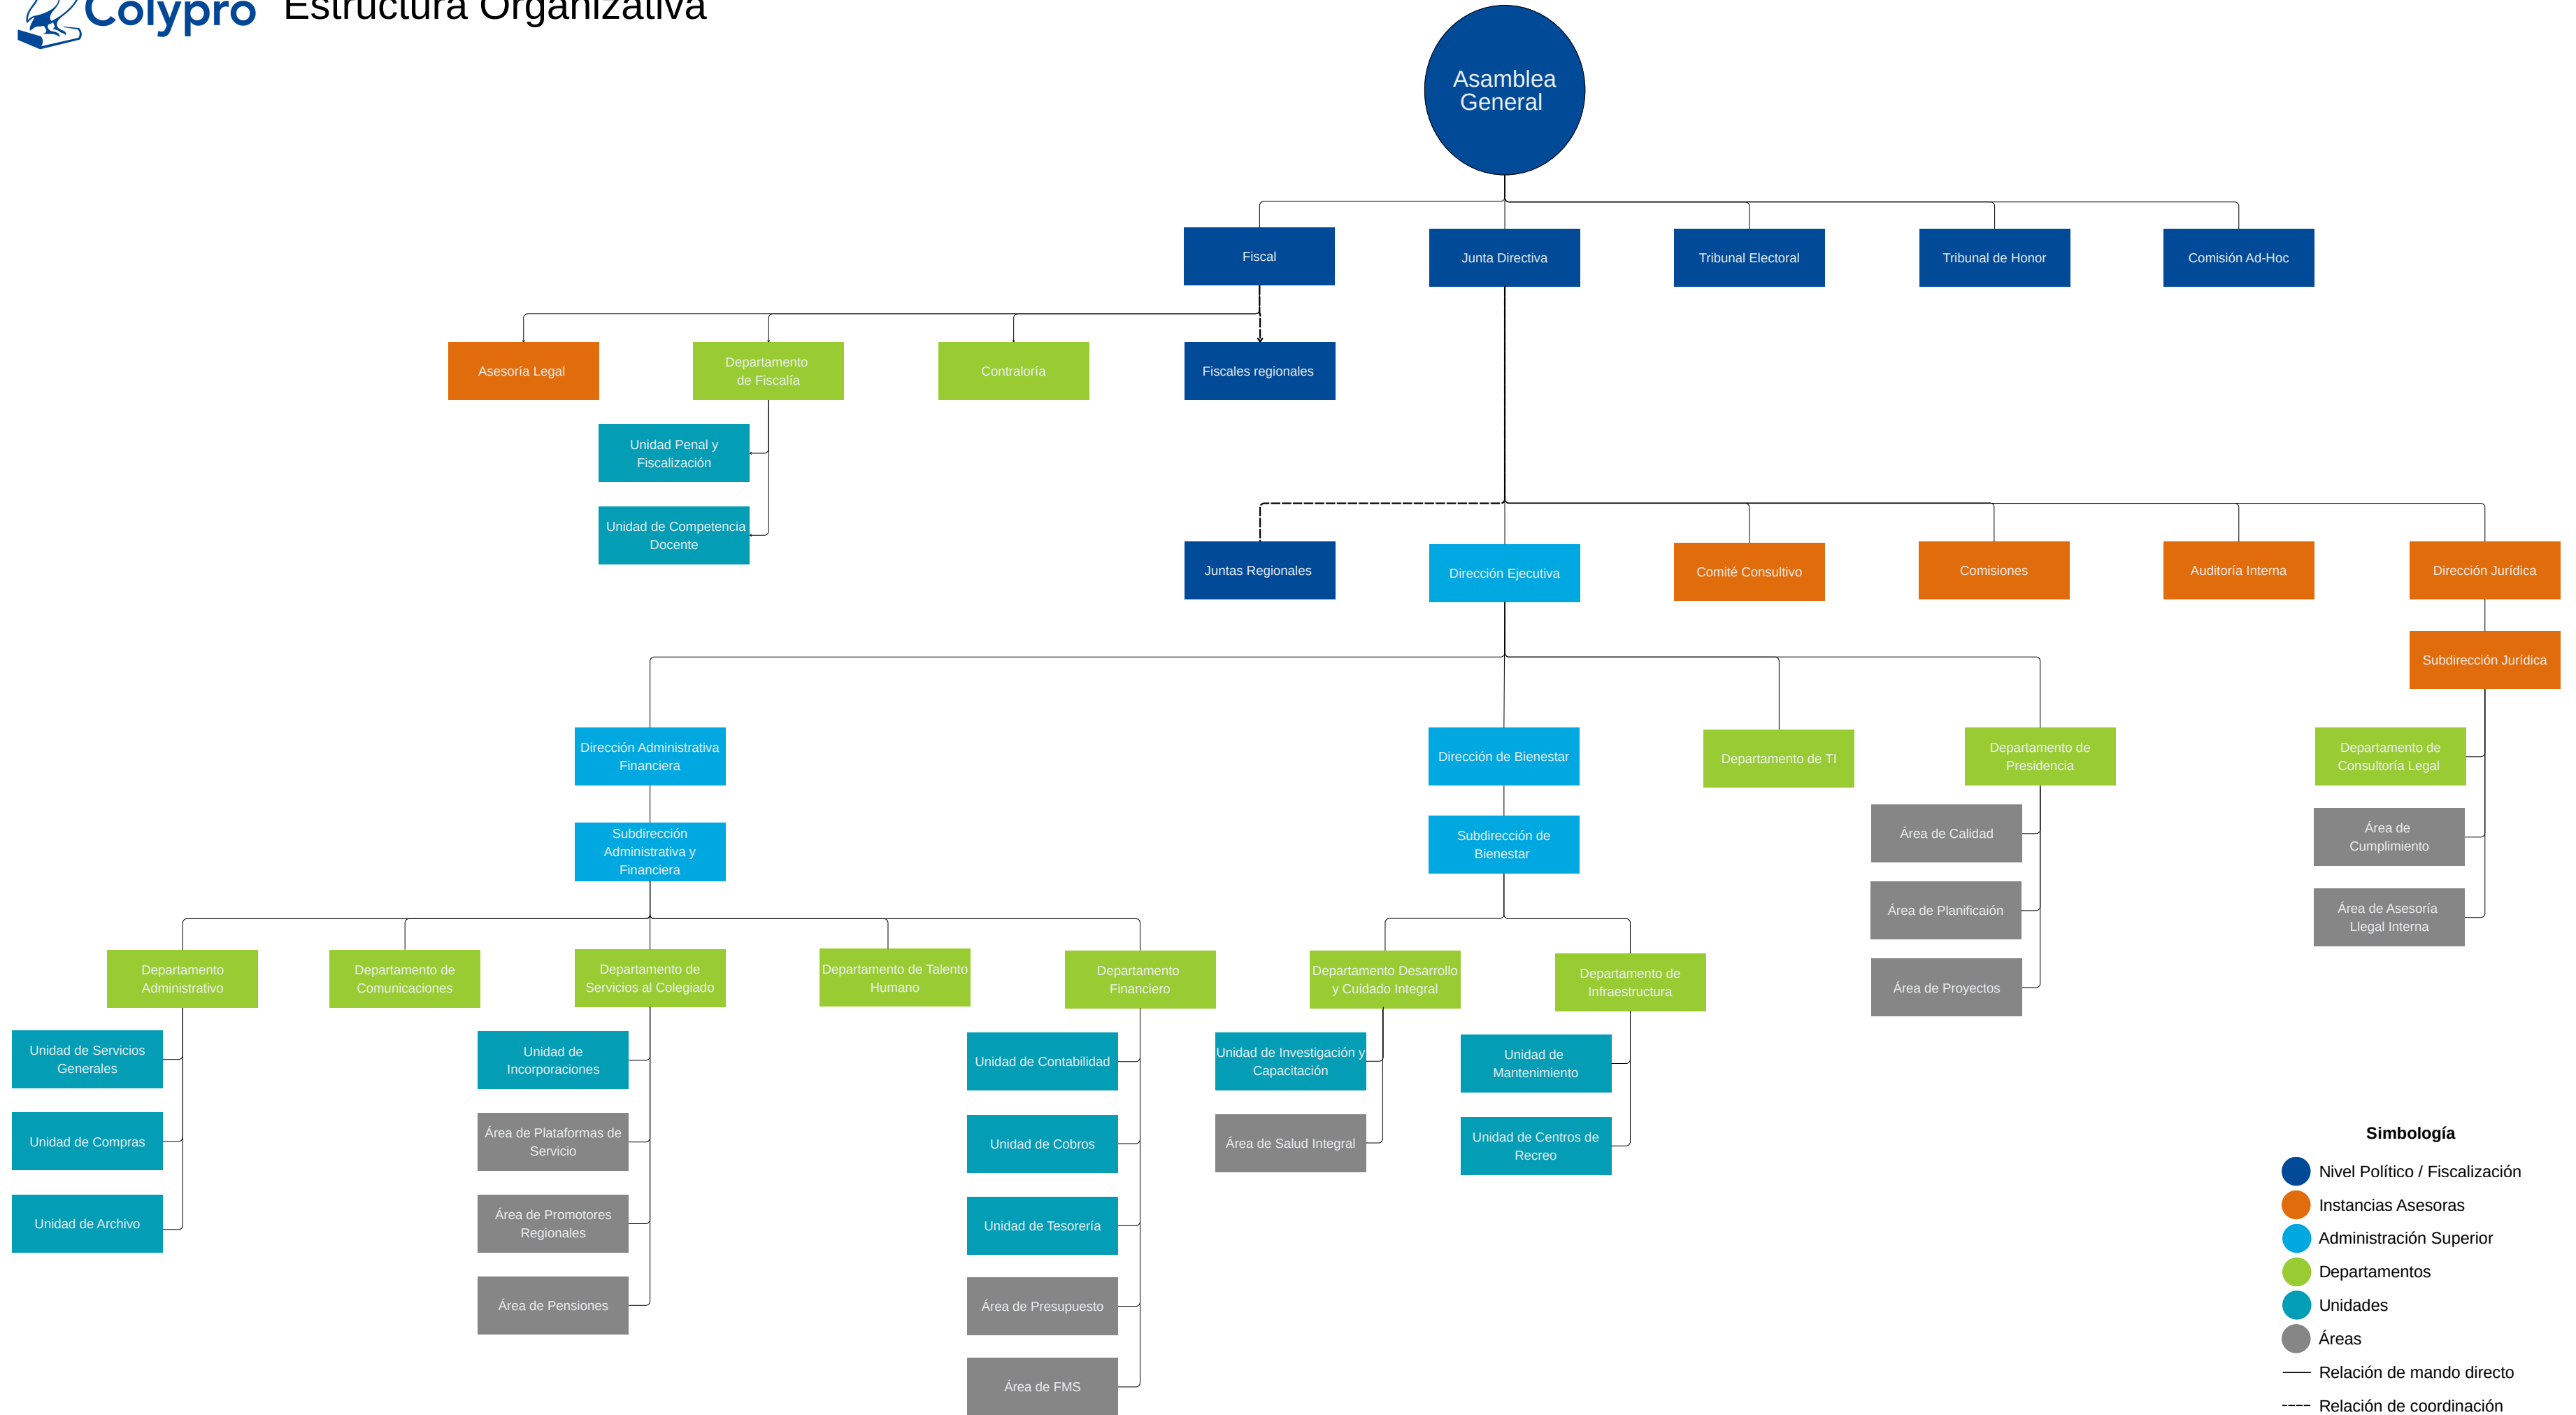 Colypro Estructura Organizativa
Asamblea
General
Fiscal
Junta Directiva
Tribunal Electoral
Tribunal de Honor
Comisión Ad-Hoc
Asesoría Legal
Departamento
de Fiscalía
Contraloría
Fiscales regionales
Unidad Penal y
Fiscalización
Unidad de Competencia
Docente
Juntas Regionales
Dirección Ejecutiva
Comité Consultivo
Comisiones
Auditoría Interna
Dirección Jurídica
Subdirección Jurídica
Dirección Administrativa
Financiera
Dirección de Bienestar
Departamento de TI
Departamento de
Presidencia
Departamento de
Consultoría Legal
Subdirección
Administrativa y
Financiera
Subdirección de
Bienestar
Área de Calidad
Área de
Cumplimiento
Área de Planificaión
Área de Asesoría
Llegal Interna
Área de Proyectos
Departamento
Administrativo
Departamento de
Comunicaciones
Departamento de
Servicios al Colegiado
Departamento de Talento
Humano
Departamento
Financiero
Departamento Desarrollo
y Cuidado Integral
Departamento de
Infraestructura
Unidad de Servicios
Generales
Unidad de
Incorporaciones
Unidad de Contabilidad
Unidad de Investigación y
Capacitación
Unidad de
Mantenimiento
Unidad de Compras
Área de Plataformas de
Servicio
Unidad de Cobros
Área de Salud Integral
Unidad de Centros de
Recreo
Unidad de Archivo
Área de Promotores
Regionales
Unidad de Tesorería
Área de Pensiones
Área de Presupuesto
Área de FMS
Simbología
Nivel Político / Fiscalización
Instancias Asesoras
Administración Superior
Departamentos
Unidades
Áreas
Relación de mando directo
Relación de coordinación